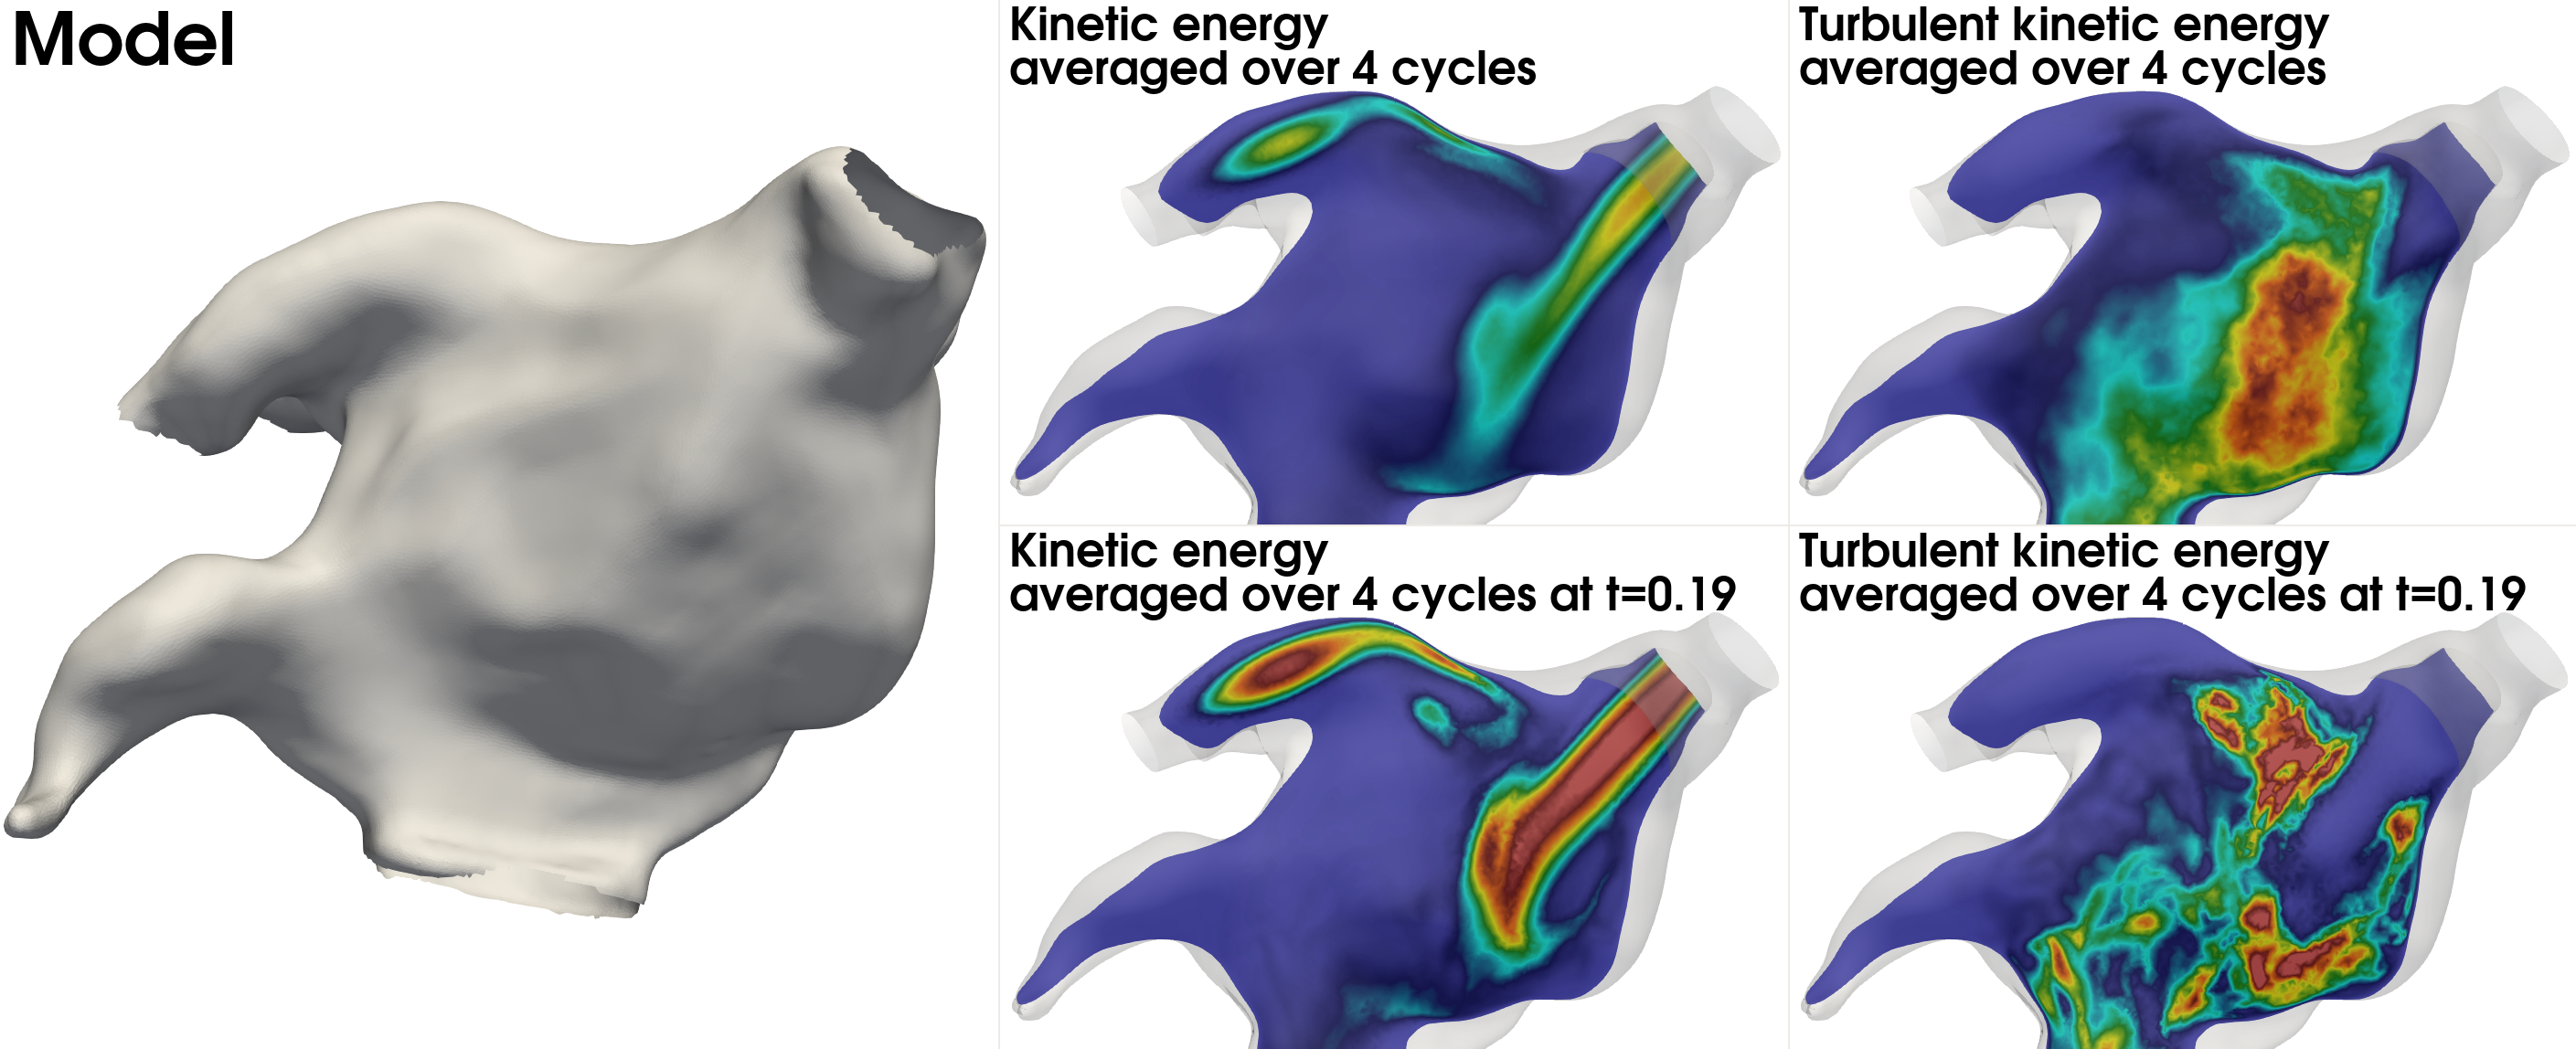 Model
Kinetic energy
averaged over 4 cycles
Turbulent kinetic energy
averaged over 4 cycles
Kinetic energy
averaged over 4 cycles at t=0.19
Turbulent kinetic energy
averaged over 4 cycles at t=0.19